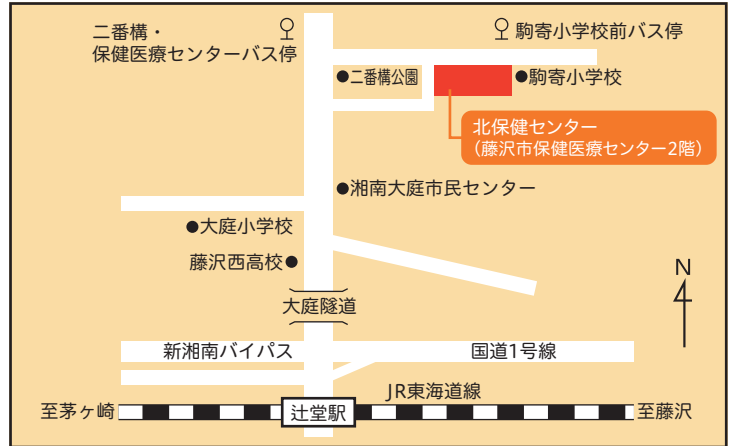 二番構・
保健医療センターバス停
駒寄小学校前バス停
●二番構公園
●駒寄小学校
北保健センター
(藤沢市保健医療センター2階)
●湘南大庭市民センター
●大庭小学校
藤沢西高校●
N
大庭隧道
新湘南バイパス
国道1号線
JR東海道線
至茅ヶ崎
辻堂駅
至藤沢